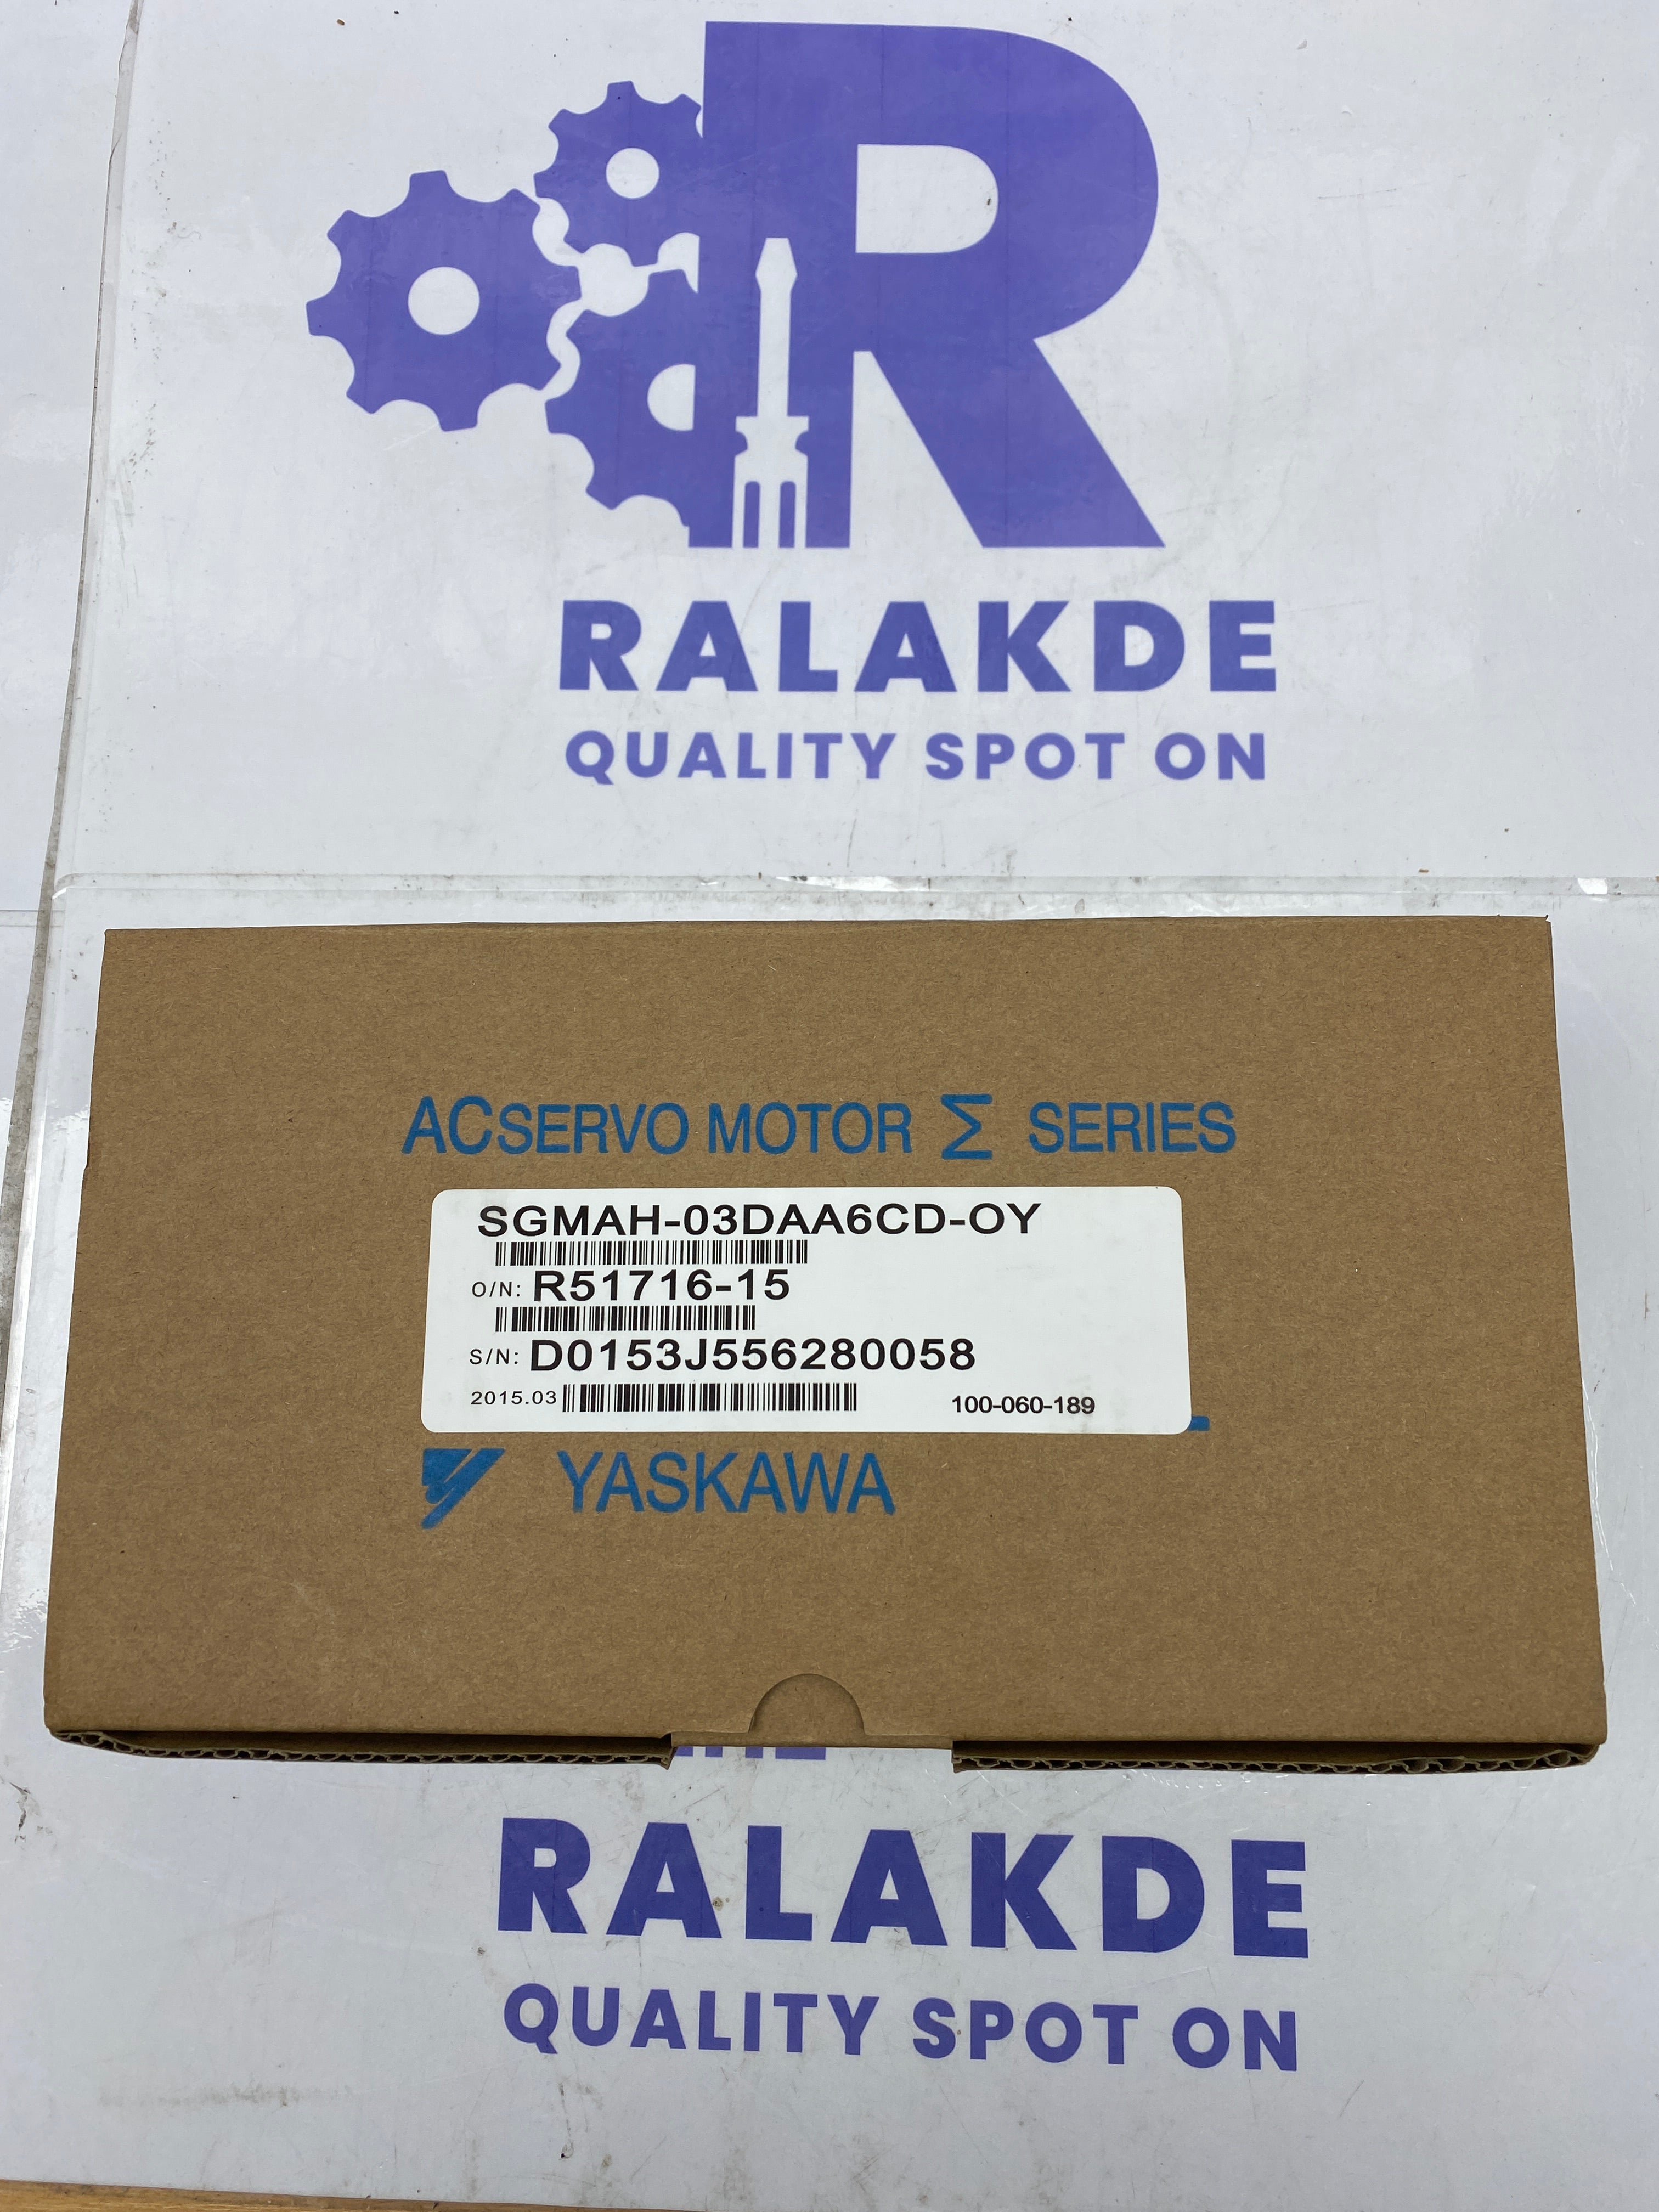 R
RALAKDE
QUALITY SPOT ON
AC SERVO MOTOR Σ SERIES
SGMAH-03DAA6CD-OY
O/N: R51716-15
S/N: D0153J556280058
2015.03 100-060-189
YASKAWA
RALAKDE
QUALITY SPOT ON